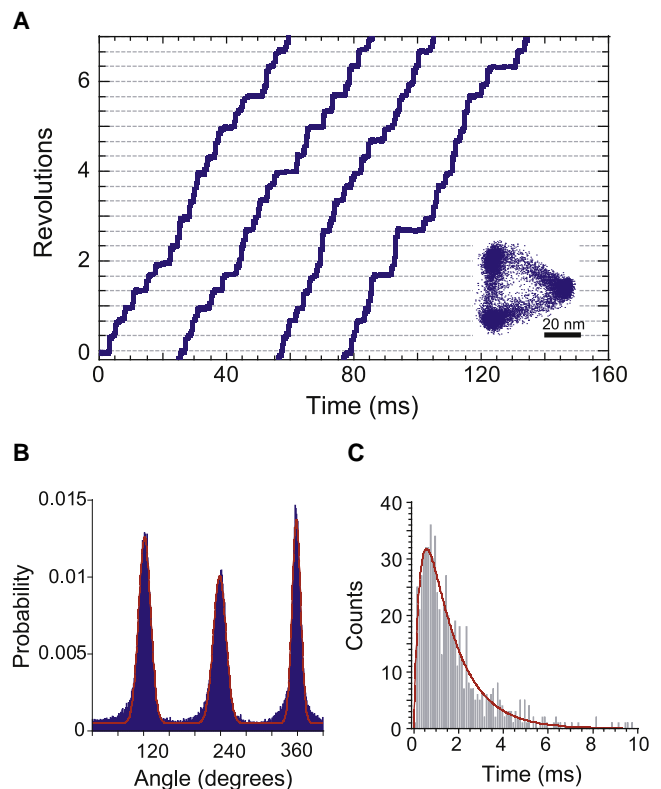 A
Revolutions
6
4
2
0
20 nm
0 40 80 120 160
Time (ms)
B
Probability
0.015
0.01
0.005
0
120 240 360
Angle (degrees)
C
Counts
40
30
20
10
0
0 2 4 6 8 10
Time (ms)